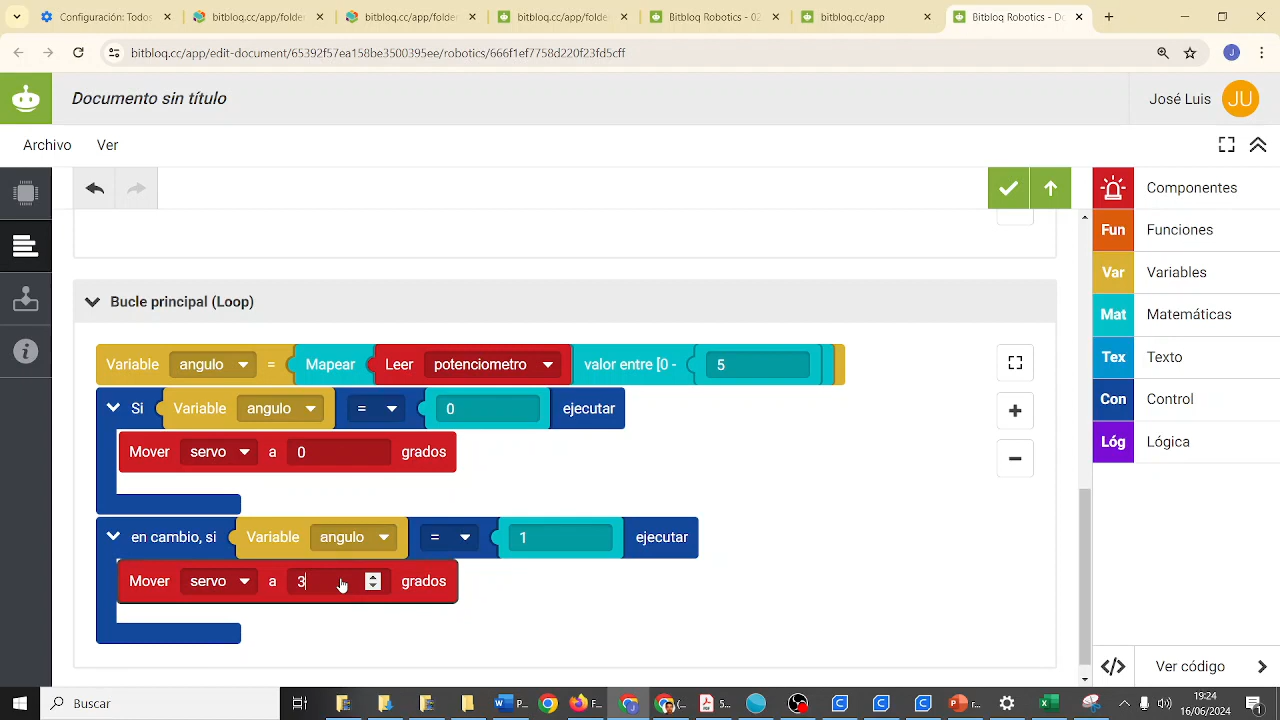 Configuración: Todos
bitbloq.cc/app/folder
bitbloq.cc/app/folder
bitbloq.cc/app/folde
Bitbloq Robotics - 62
bitbloq.cc/app
Bitbloq Robotics - Do
bitbloq.cc/app/edit-document/65392f57ea158be3500395ee/robotics/666f1ef7758d220f23fd5cff
Documento sin título
José Luis
JU
Archivo
Ver
Componentes
Fun
Funciones
Var
Variables
Mat
Matemáticas
Tex
Texto
Con
Control
Lóg
Lógica
Bucle principal (Loop)
Variable angulo = Mapear Leer potenciometro valor entre [0 - 5
Si Variable angulo = 0 ejecutar
Mover servo a 0 grados
en cambio, si Variable angulo = 1 ejecutar
Mover servo a 3 grados
</> Ver código
Buscar
19:24
16/06/2024